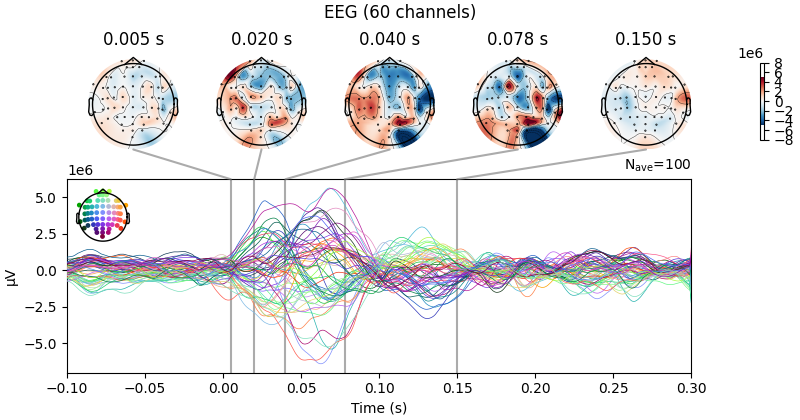 EEG (60 channels)
0.005 s 0.020 s 0.040 s 0.078 s 0.150 s
1e6
8
6
4
2
0
−2
−4
−6
−8
Nave=100
1e6
5.0
2.5
0.0
−2.5
−5.0
µV
−0.10 −0.05 0.00 0.05 0.10 0.15 0.20 0.25 0.30
Time (s)